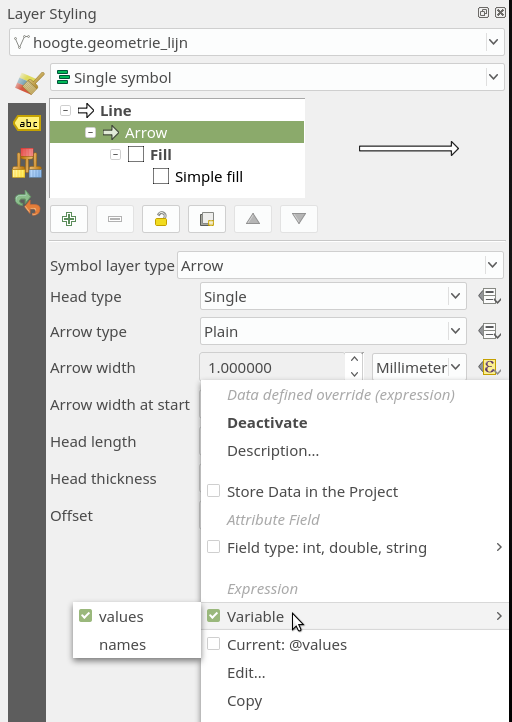 Layer Styling
hoogte.geometrie_lijn
Single symbol
Line
abc
Arrow
Fill
Simple fill
Symbol layer type Arrow
Head type Single
Arrow type Plain
Arrow width 1.000000 Millimeter
Data defined override (expression)
Arrow width at start
Deactivate
Head length
Description...
Head thickness
Store Data in the Project
Offset
Attribute Field
Field type: int, double, string
Expression
values Variable
names Current: @values
Edit...
Copy